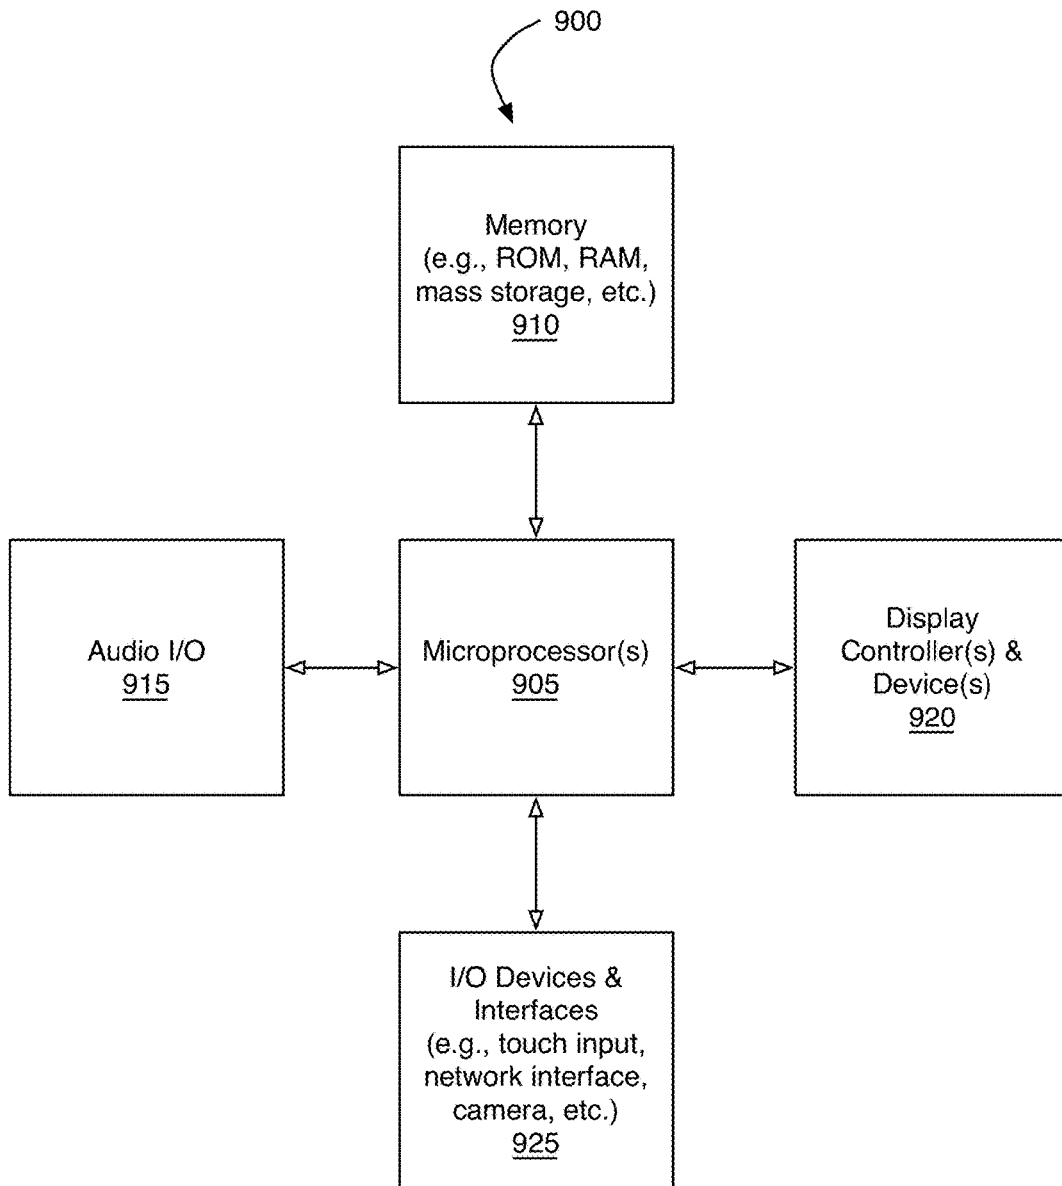 900
Memory
(e.g., ROM, RAM,
mass storage, etc.)
910
Audio I/O
915
Microprocessor(s)
905
Display
Controller(s) &
Device(s)
920
I/O Devices &
Interfaces
(e.g., touch input,
network interface,
camera, etc.)
925